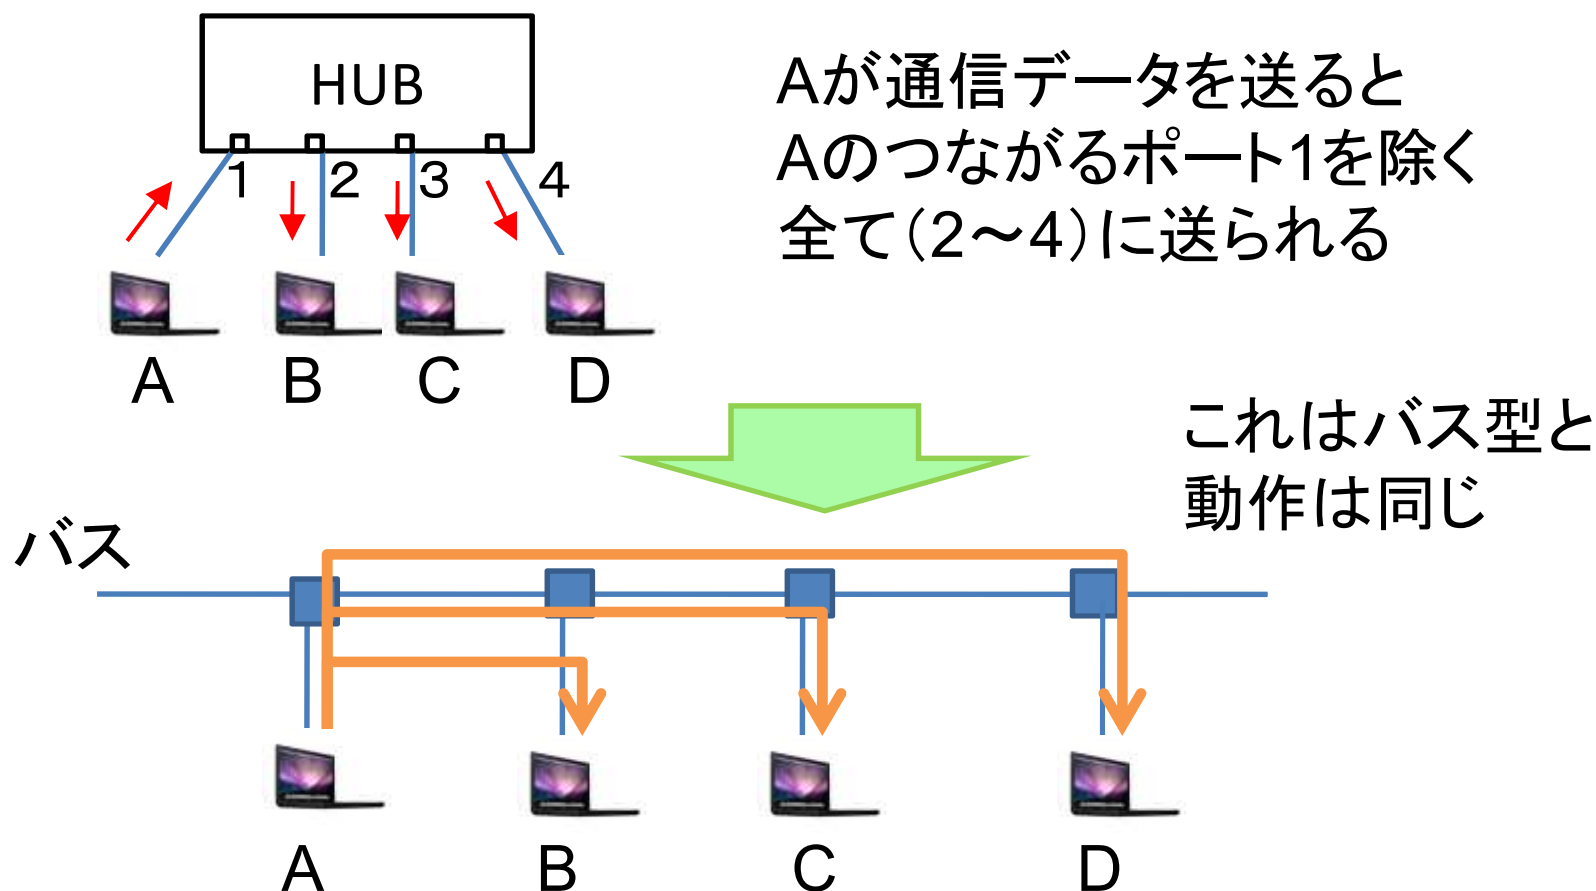 HUB
1 2 3 4
A B C D
Aが通信データを送ると
Aのつながるポート1を除く
全て(2～4)に送られる
これはバス型と
動作は同じ
バス
A B C D